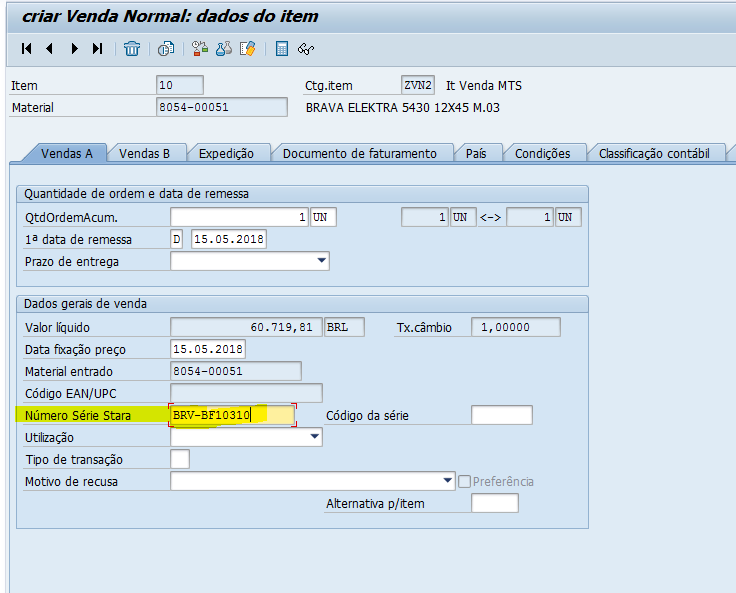 criar Venda Normal: dados do item
Item 10 Ctg.item ZVN2 It Venda MTS
Material 8054-00051 BRAVA ELEKTRA 5430 12X45 M.03
Vendas A Vendas B Expedição Documento de faturamento País Condições Classificação contábil
Quantidade de ordem e data de remessa
QtdOrdemAcum. 1 UN 1 UN <-> 1 UN
1ª data de remessa D 15.05.2018
Prazo de entrega
Dados gerais de venda
Valor líquido 60.719,81 BRL Tx.câmbio 1,00000
Data fixação preço 15.05.2018
Material entrado 8054-00051
Código EAN/UPC
Número Série Stara BRV-BF10310 Código da série
Utilização
Tipo de transação
Motivo de recusa Preferência
Alternativa p/item